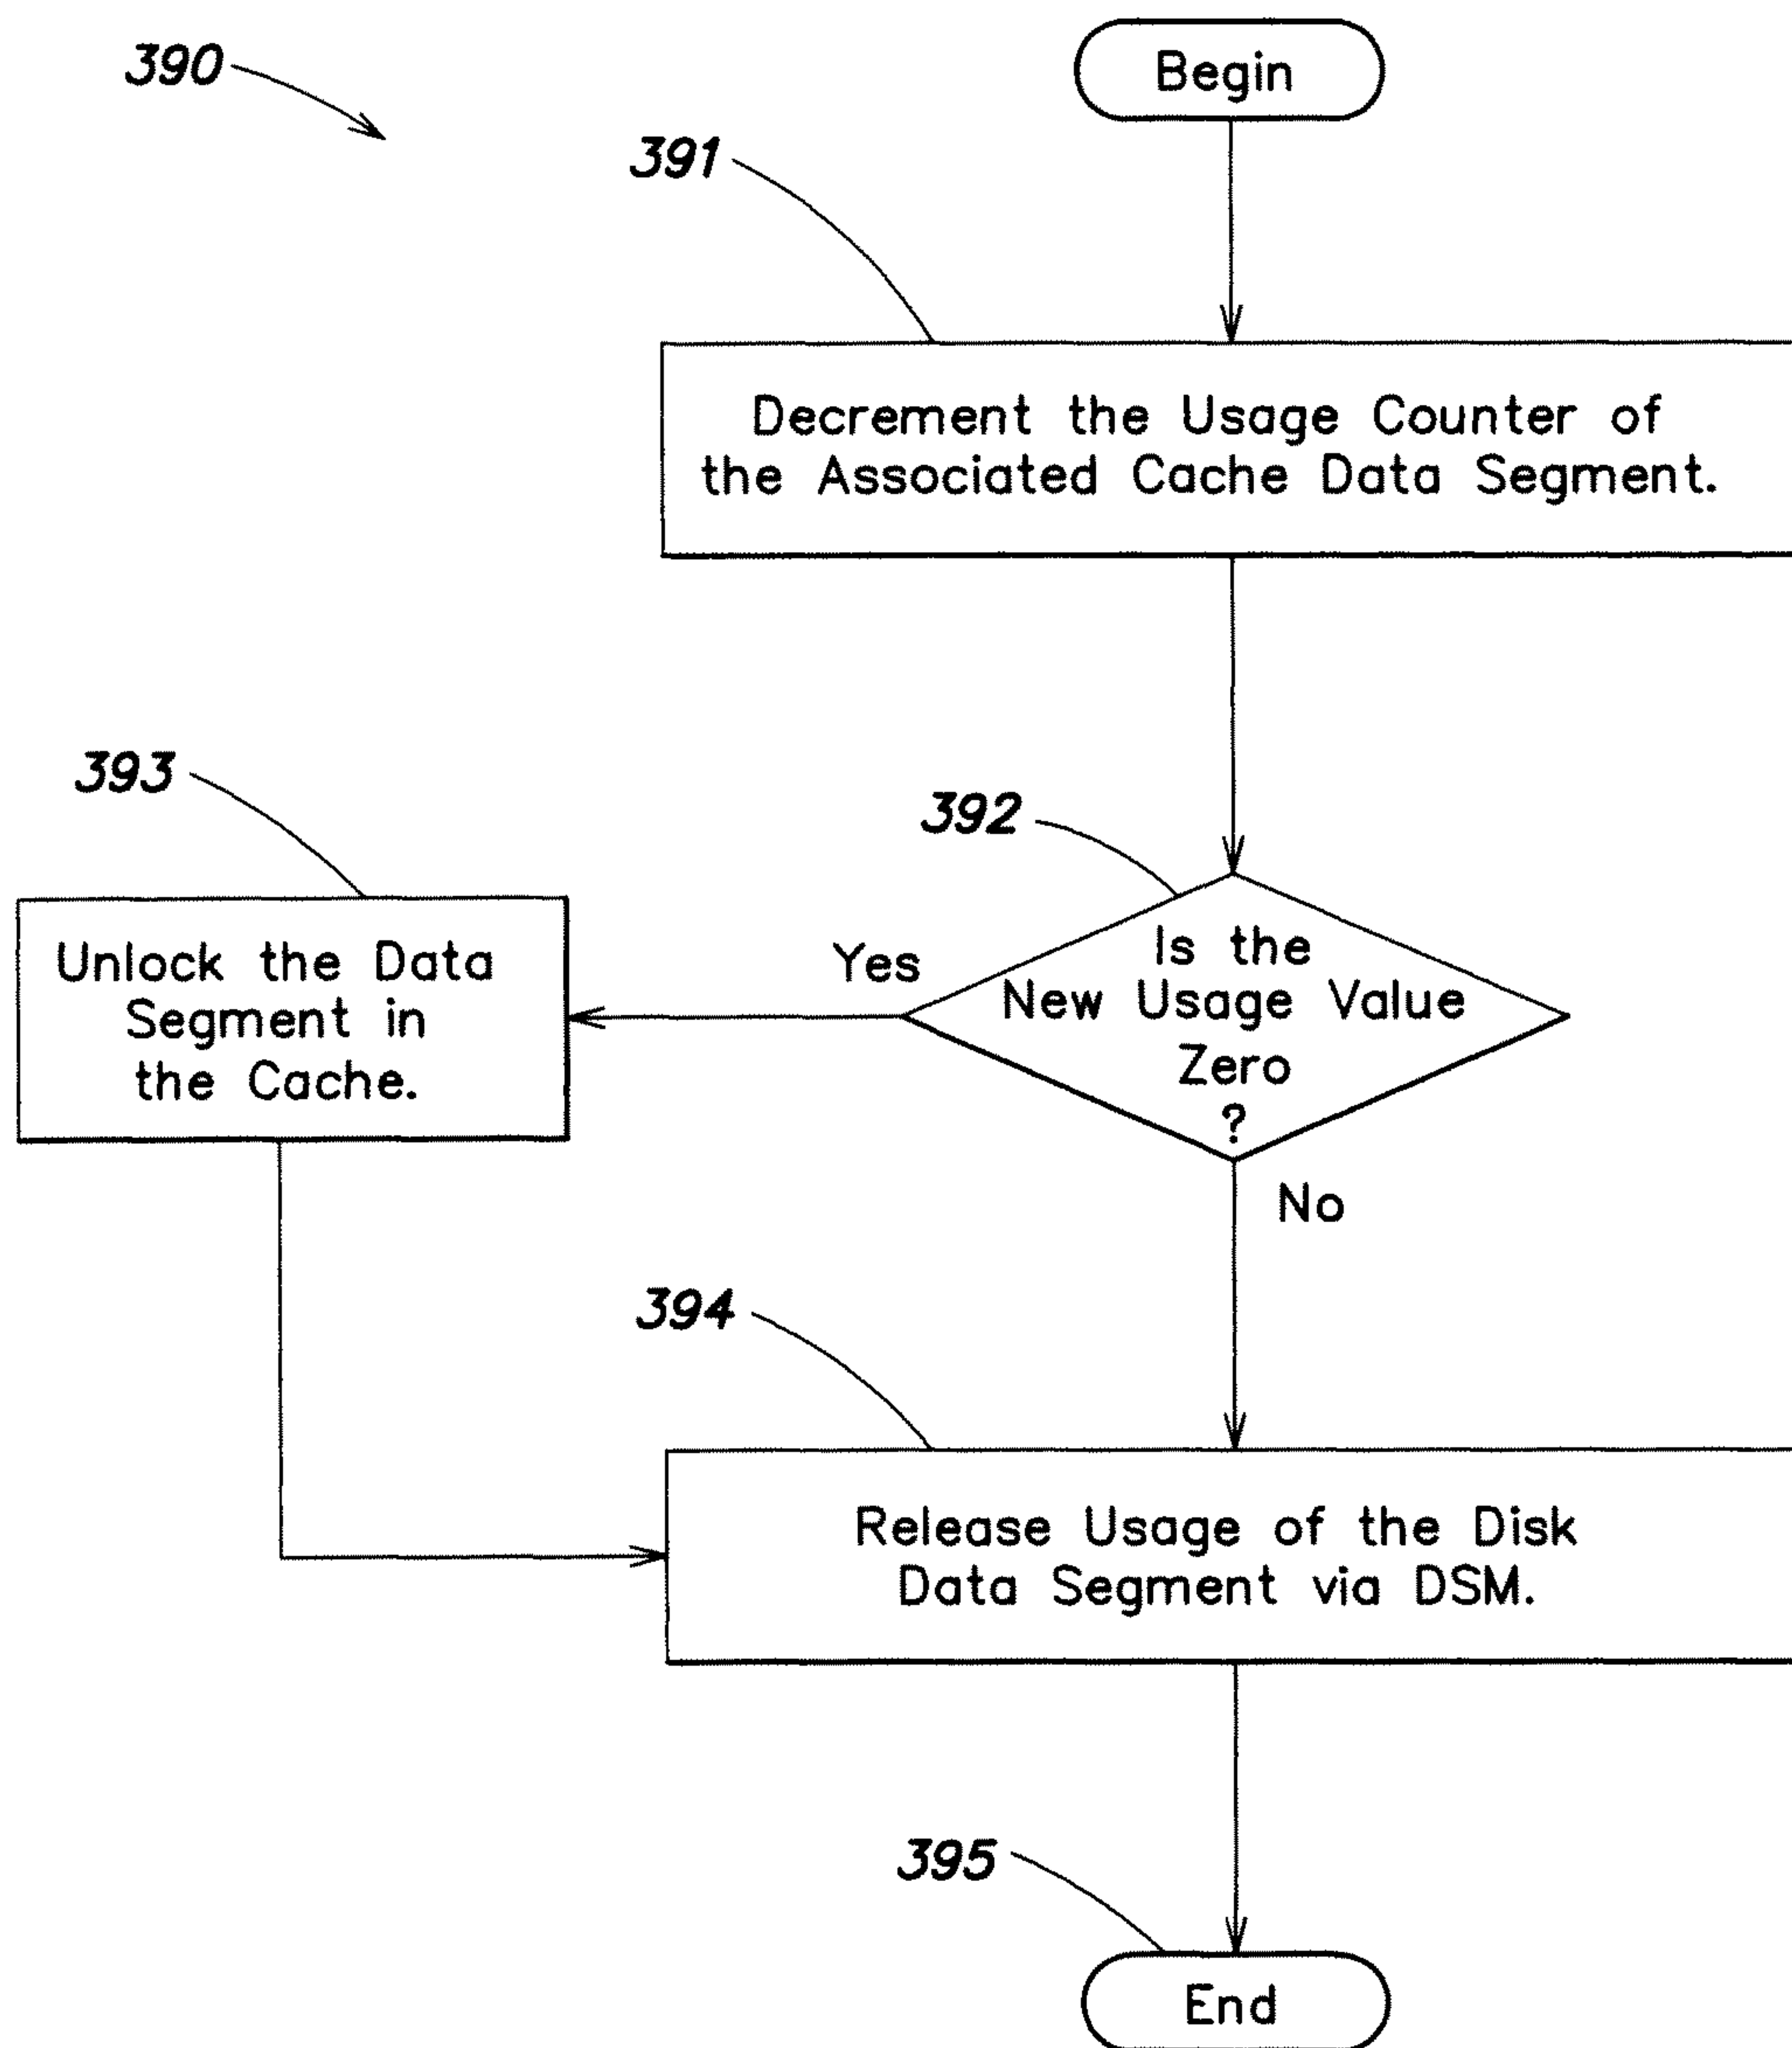 390
Begin
391
Decrement the Usage Counter of
the Associated Cache Data Segment.
393
392
Unlock the Data
Segment in
the Cache.
Yes
Is the
New Usage Value
Zero
?
No
394
Release Usage of the Disk
Data Segment via DSM.
395
End